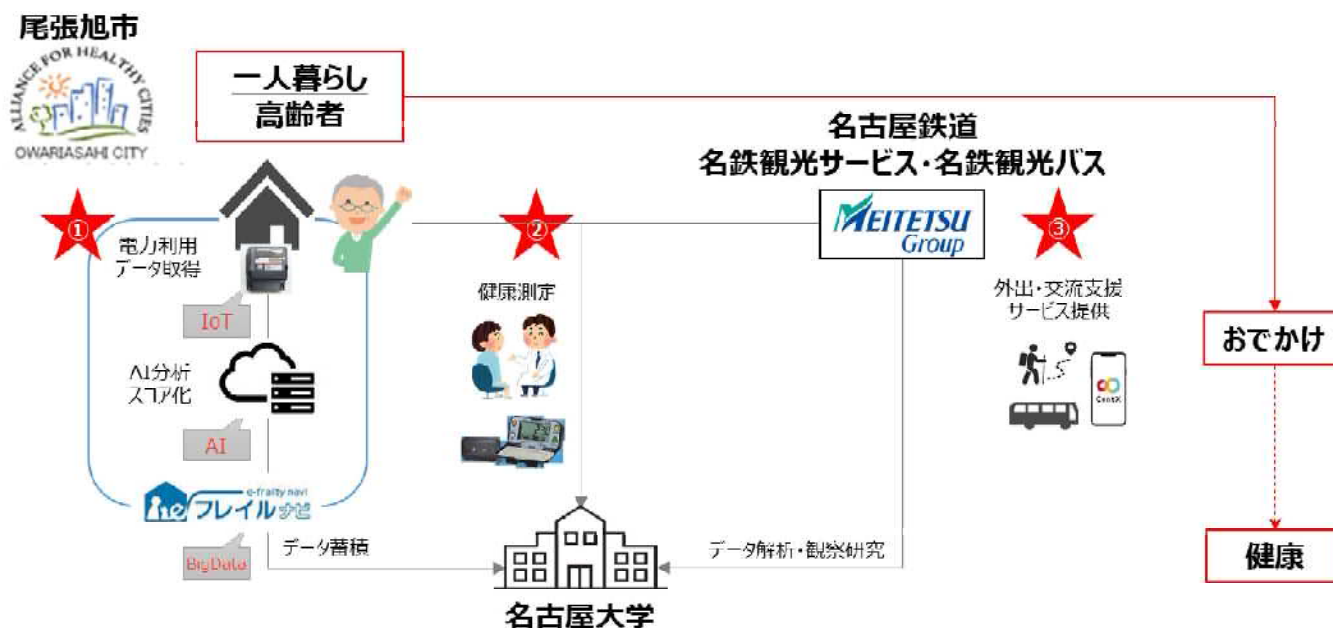 尾張旭市
ALLIANCE FOR HEALTHY CITIES
OWARIASAHI CITY
一人暮らし
高齢者
名古屋鉄道
名鉄観光サービス・名鉄観光バス
MEITETSU
Group
①
②
③
電力利用
データ取得
IoT
健康測定
外出・交流支援
サービス提供
CentX
おでかけ
AI分析
スコア化
AI
e-frailty navi
フレイルナビ
BigData
データ蓄積
データ解析・観察研究
健康
名古屋大学